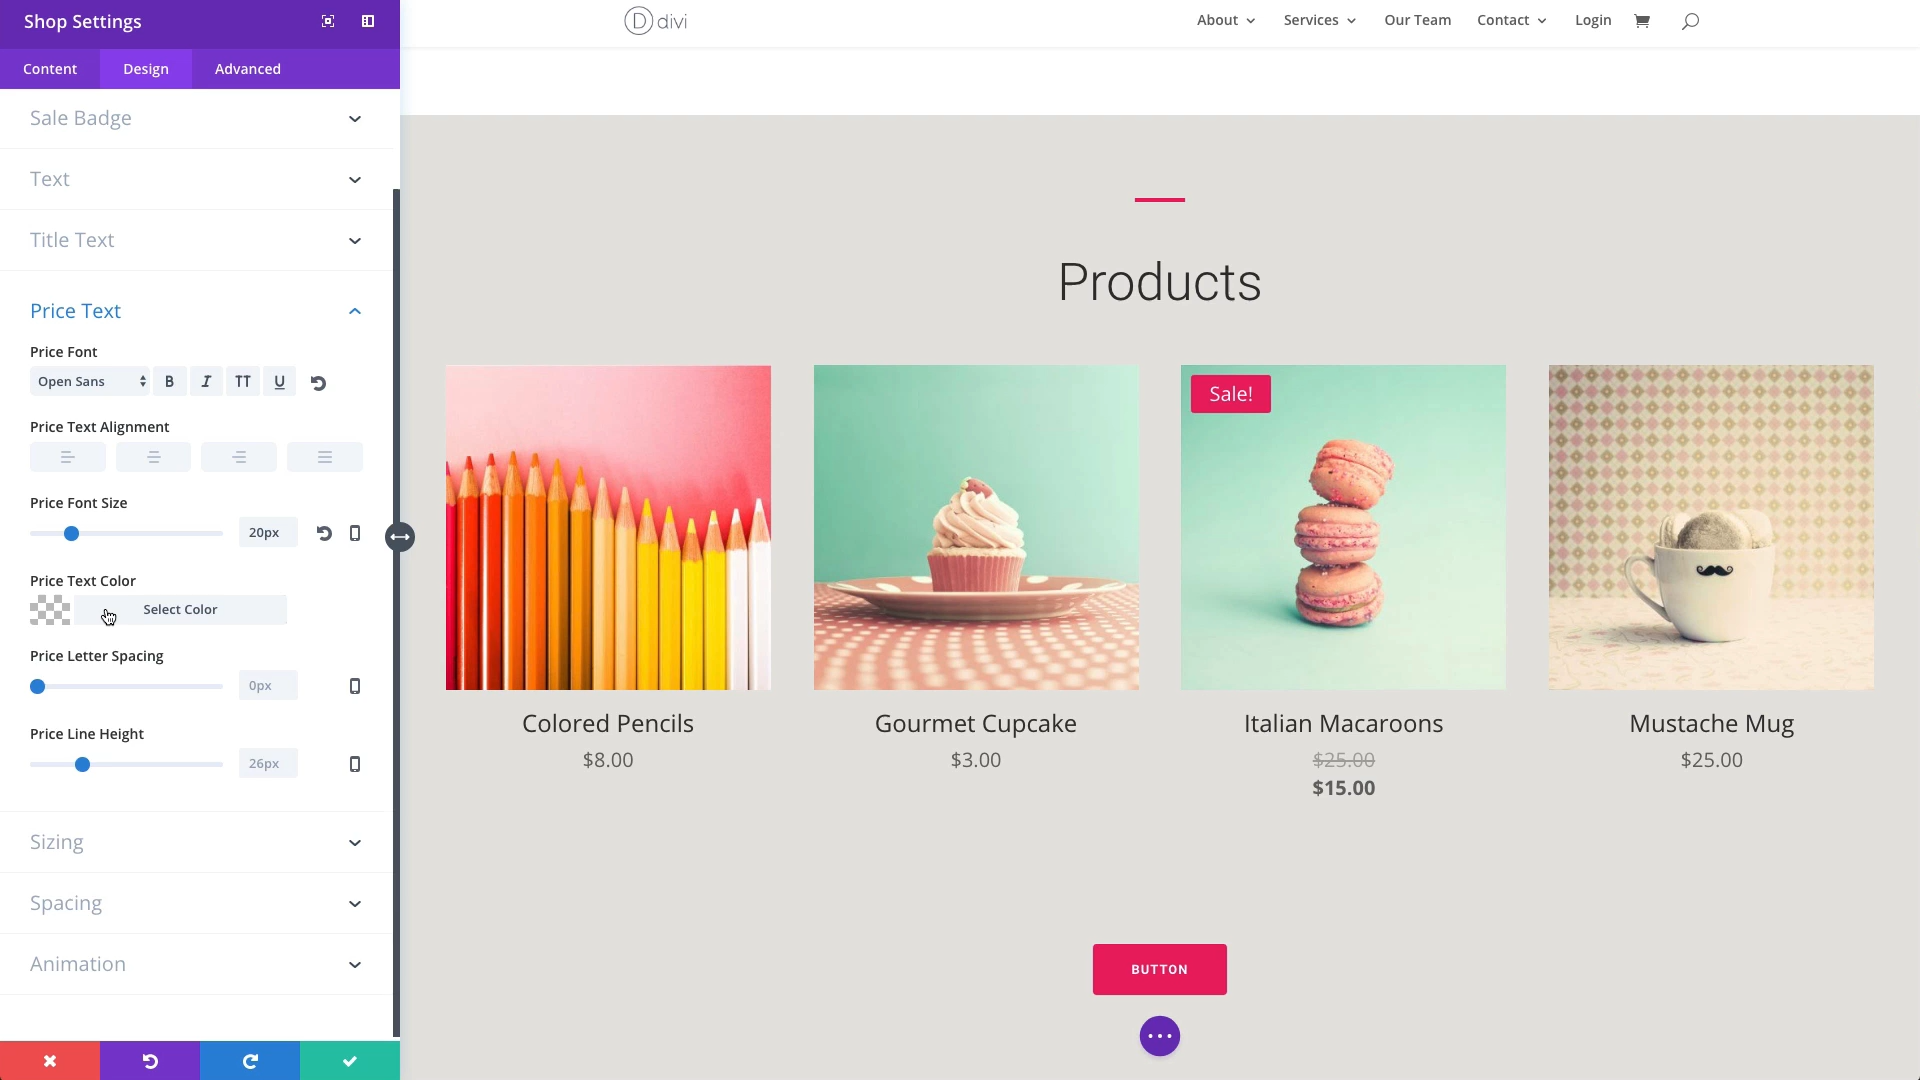 Shop Settings
Content Design Advanced
Sale Badge
Text
Title Text
Price Text
Price Font
Open Sans B I TT U
Price Text Alignment
Price Font Size
20px
Price Text Color
Select Color
Price Letter Spacing
0px
Price Line Height
26px
Sizing
Spacing
Animation
D divi
About Services Our Team Contact Login
Products
Sale!
Colored Pencils
$8.00
Gourmet Cupcake
$3.00
Italian Macaroons
$25.00
$15.00
Mustache Mug
$25.00
BUTTON